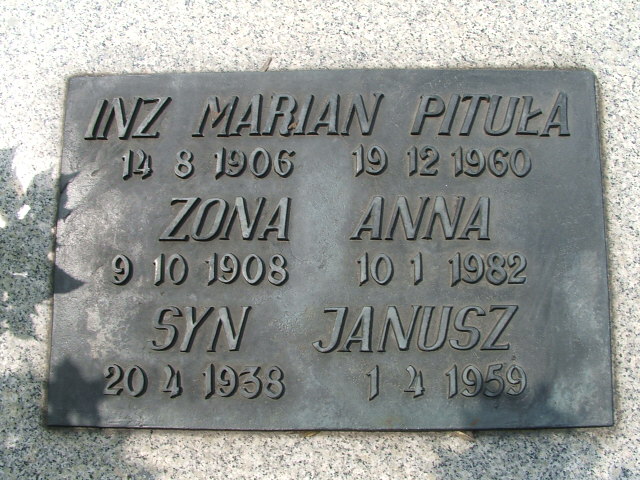 INZ MARIAN PITUŁA
14 8 1906 19 12 1960
ZONA ANNA
9 10 1908 10 1 1982
SYN JANUSZ
20 4 1938 1 4 1959